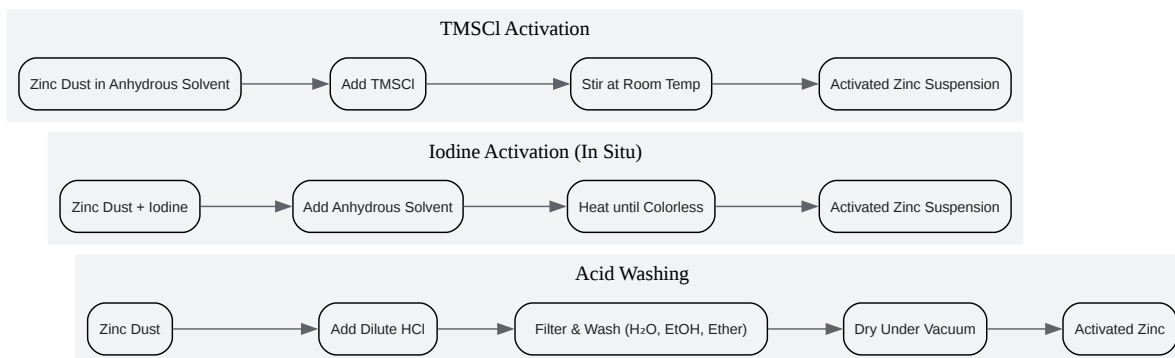 TMSCl Activation
Zinc Dust in Anhydrous Solvent
Add TMSCl
Stir at Room Temp
Activated Zinc Suspension
Iodine Activation (In Situ)
Zinc Dust + Iodine
Add Anhydrous Solvent
Heat until Colorless
Activated Zinc Suspension
Acid Washing
Zinc Dust
Add Dilute HCl
Filter & Wash (H₂O, EtOH, Ether)
Dry Under Vacuum
Activated Zinc